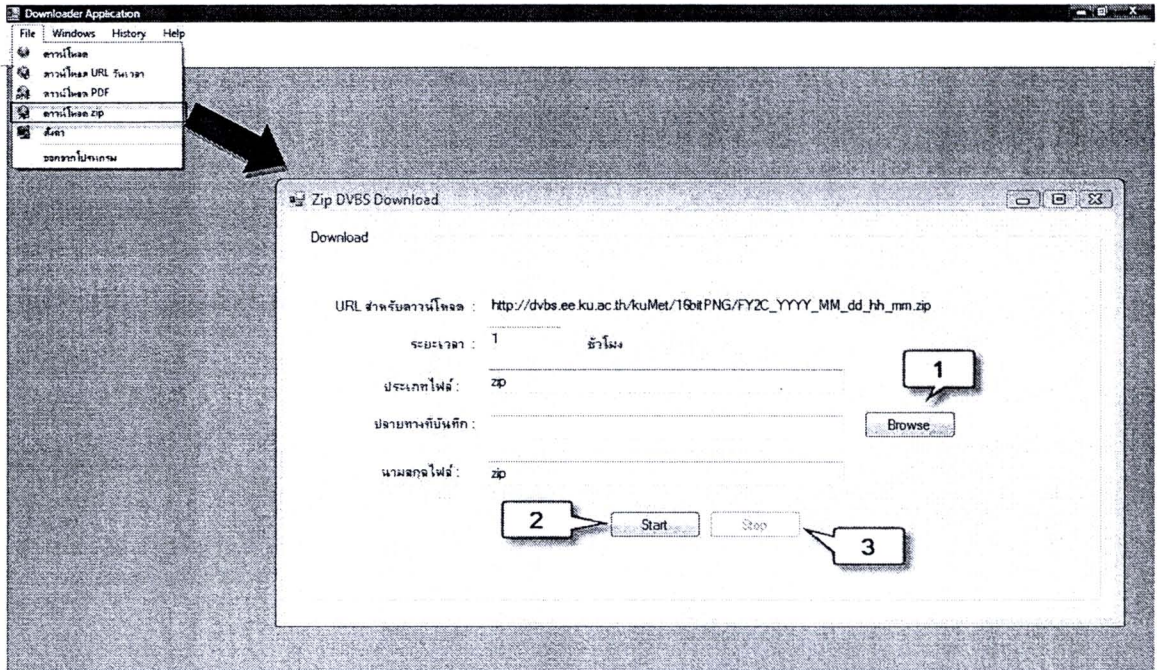 Downloader Application
File Windows History Help
ดาวน์โหลด
ดาวน์โหลด URL วันเวลา
ดาวน์โหลด PDF
ดาวน์โหลด zip
ตั้งค่า
ออกจากโปรแกรม
Zip DVBS Download
Download
URL สำหรับดาวน์โหลด : http://dvbs.ee.ku.ac.th/kuMet/16bitPNG/FY2C_YYYY_MM_dd_hh_mm.zip
ระยะเวลา : 1 ชั่วโมง
1
ประเภทไฟล์ : zip
ปลายทางที่บันทึก : Browse
นามสกุลไฟล์ : zip
2 Start Stop
3